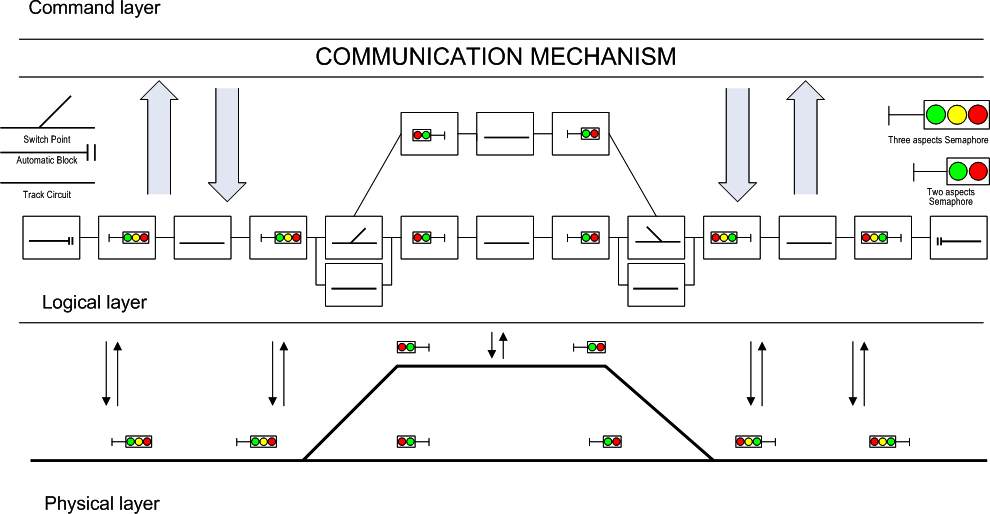 Command layer
COMMUNICATION MECHANISM
Switch Point
Automatic Block
Track Circuit
Three aspects Semaphore
Two aspects
Semaphore
Logical layer
Physical layer